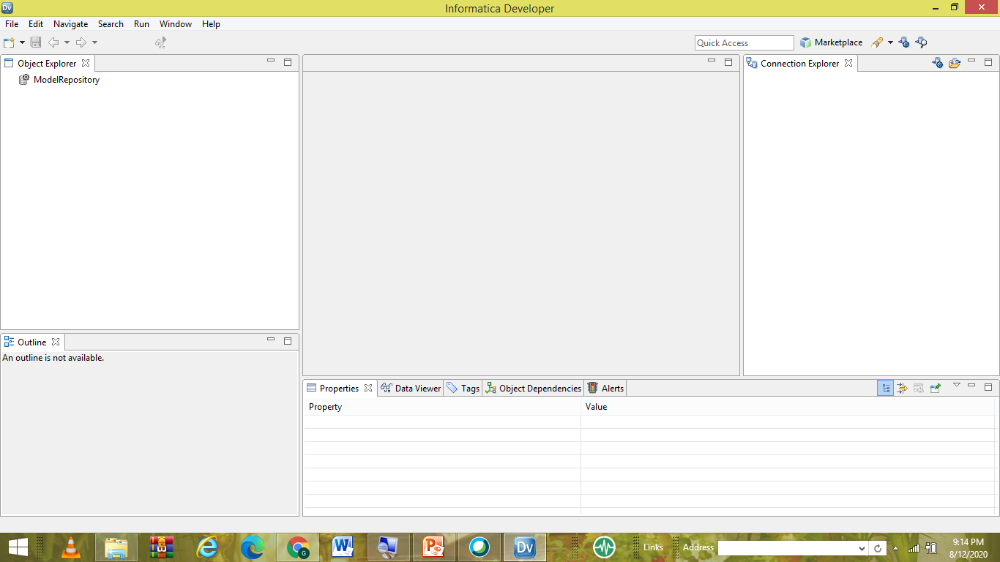 Dv
Informatica Developer
File Edit Navigate Search Run Window Help
Quick Access
Marketplace
Object Explorer
Connection Explorer
ModelRepository
Outline
An outline is not available.
Properties Data Viewer Tags Object Dependencies Alerts
Property Value
G W P Dv
Links Address
9:14 PM
8/12/2020